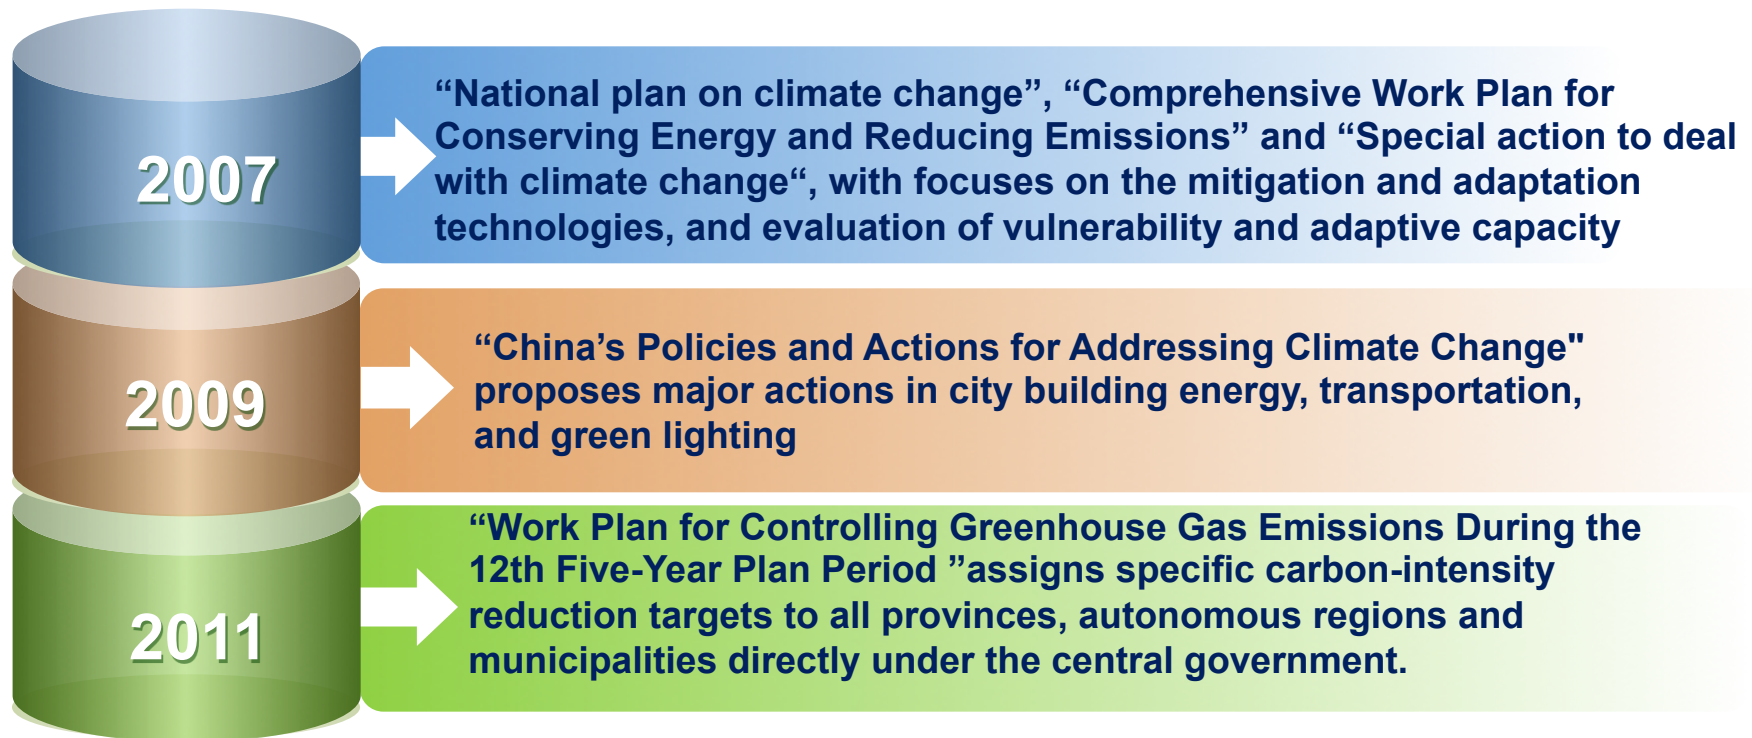 2007
“National plan on climate change”, “Comprehensive Work Plan for
Conserving Energy and Reducing Emissions” and “Special action to deal
with climate change“, with focuses on the mitigation and adaptation
technologies, and evaluation of vulnerability and adaptive capacity
2009
“China’s Policies and Actions for Addressing Climate Change"
proposes major actions in city building energy, transportation,
and green lighting
2011
“Work Plan for Controlling Greenhouse Gas Emissions During the
12th Five-Year Plan Period ”assigns specific carbon-intensity
reduction targets to all provinces, autonomous regions and
municipalities directly under the central government.